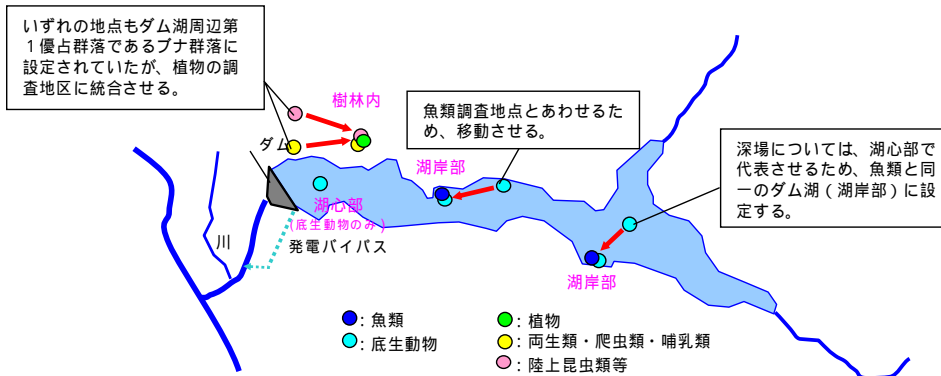 いずれの地点もダム湖周辺第
1優占群落であるブナ群落に
設定されていたが、植物の調
査地区に統合させる。
樹林内
魚類調査地点とあわせるた
め、移動させる。
ダム
湖岸部
深場については、湖心部で
代表させるため、魚類と同
一のダム湖(湖岸部)に設
定する。
湖心部
(底生動物のみ)
川
発電バイパス
湖岸部
:魚類
:底生動物
:植物
:両生類・爬虫類・哺乳類
:陸上昆虫類等